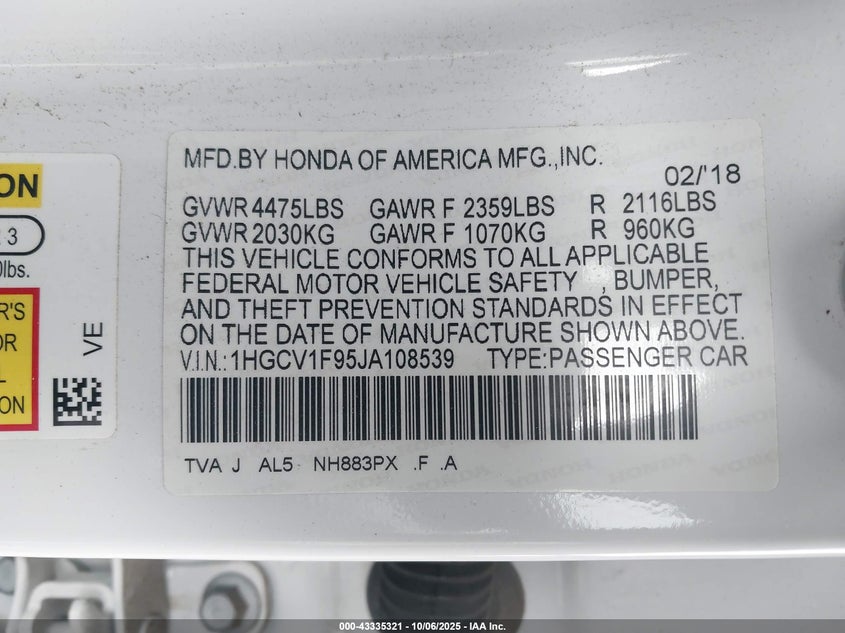 MFD.BY HONDA OF AMERICA MFG.,INC.
02/'18
GVWR 4475LBS GAWR F 2359LBS R 2116LBS
GVWR 2030KG GAWR F 1070KG R 960KG
THIS VEHICLE CONFORMS TO ALL APPLICABLE
FEDERAL MOTOR VEHICLE SAFETY , BUMPER,
AND THEFT PREVENTION STANDARDS IN EFFECT
ON THE DATE OF MANUFACTURE SHOWN ABOVE.
V.I.N.: 1HGCV1F95JA108539 TYPE:PASSENGER CAR
TVA J AL5 NH883PX .F .A
ON
3
lbs.
R'S
OR
L
ON
VE
000-43335321 - 10/06/2025 - IAA Inc.